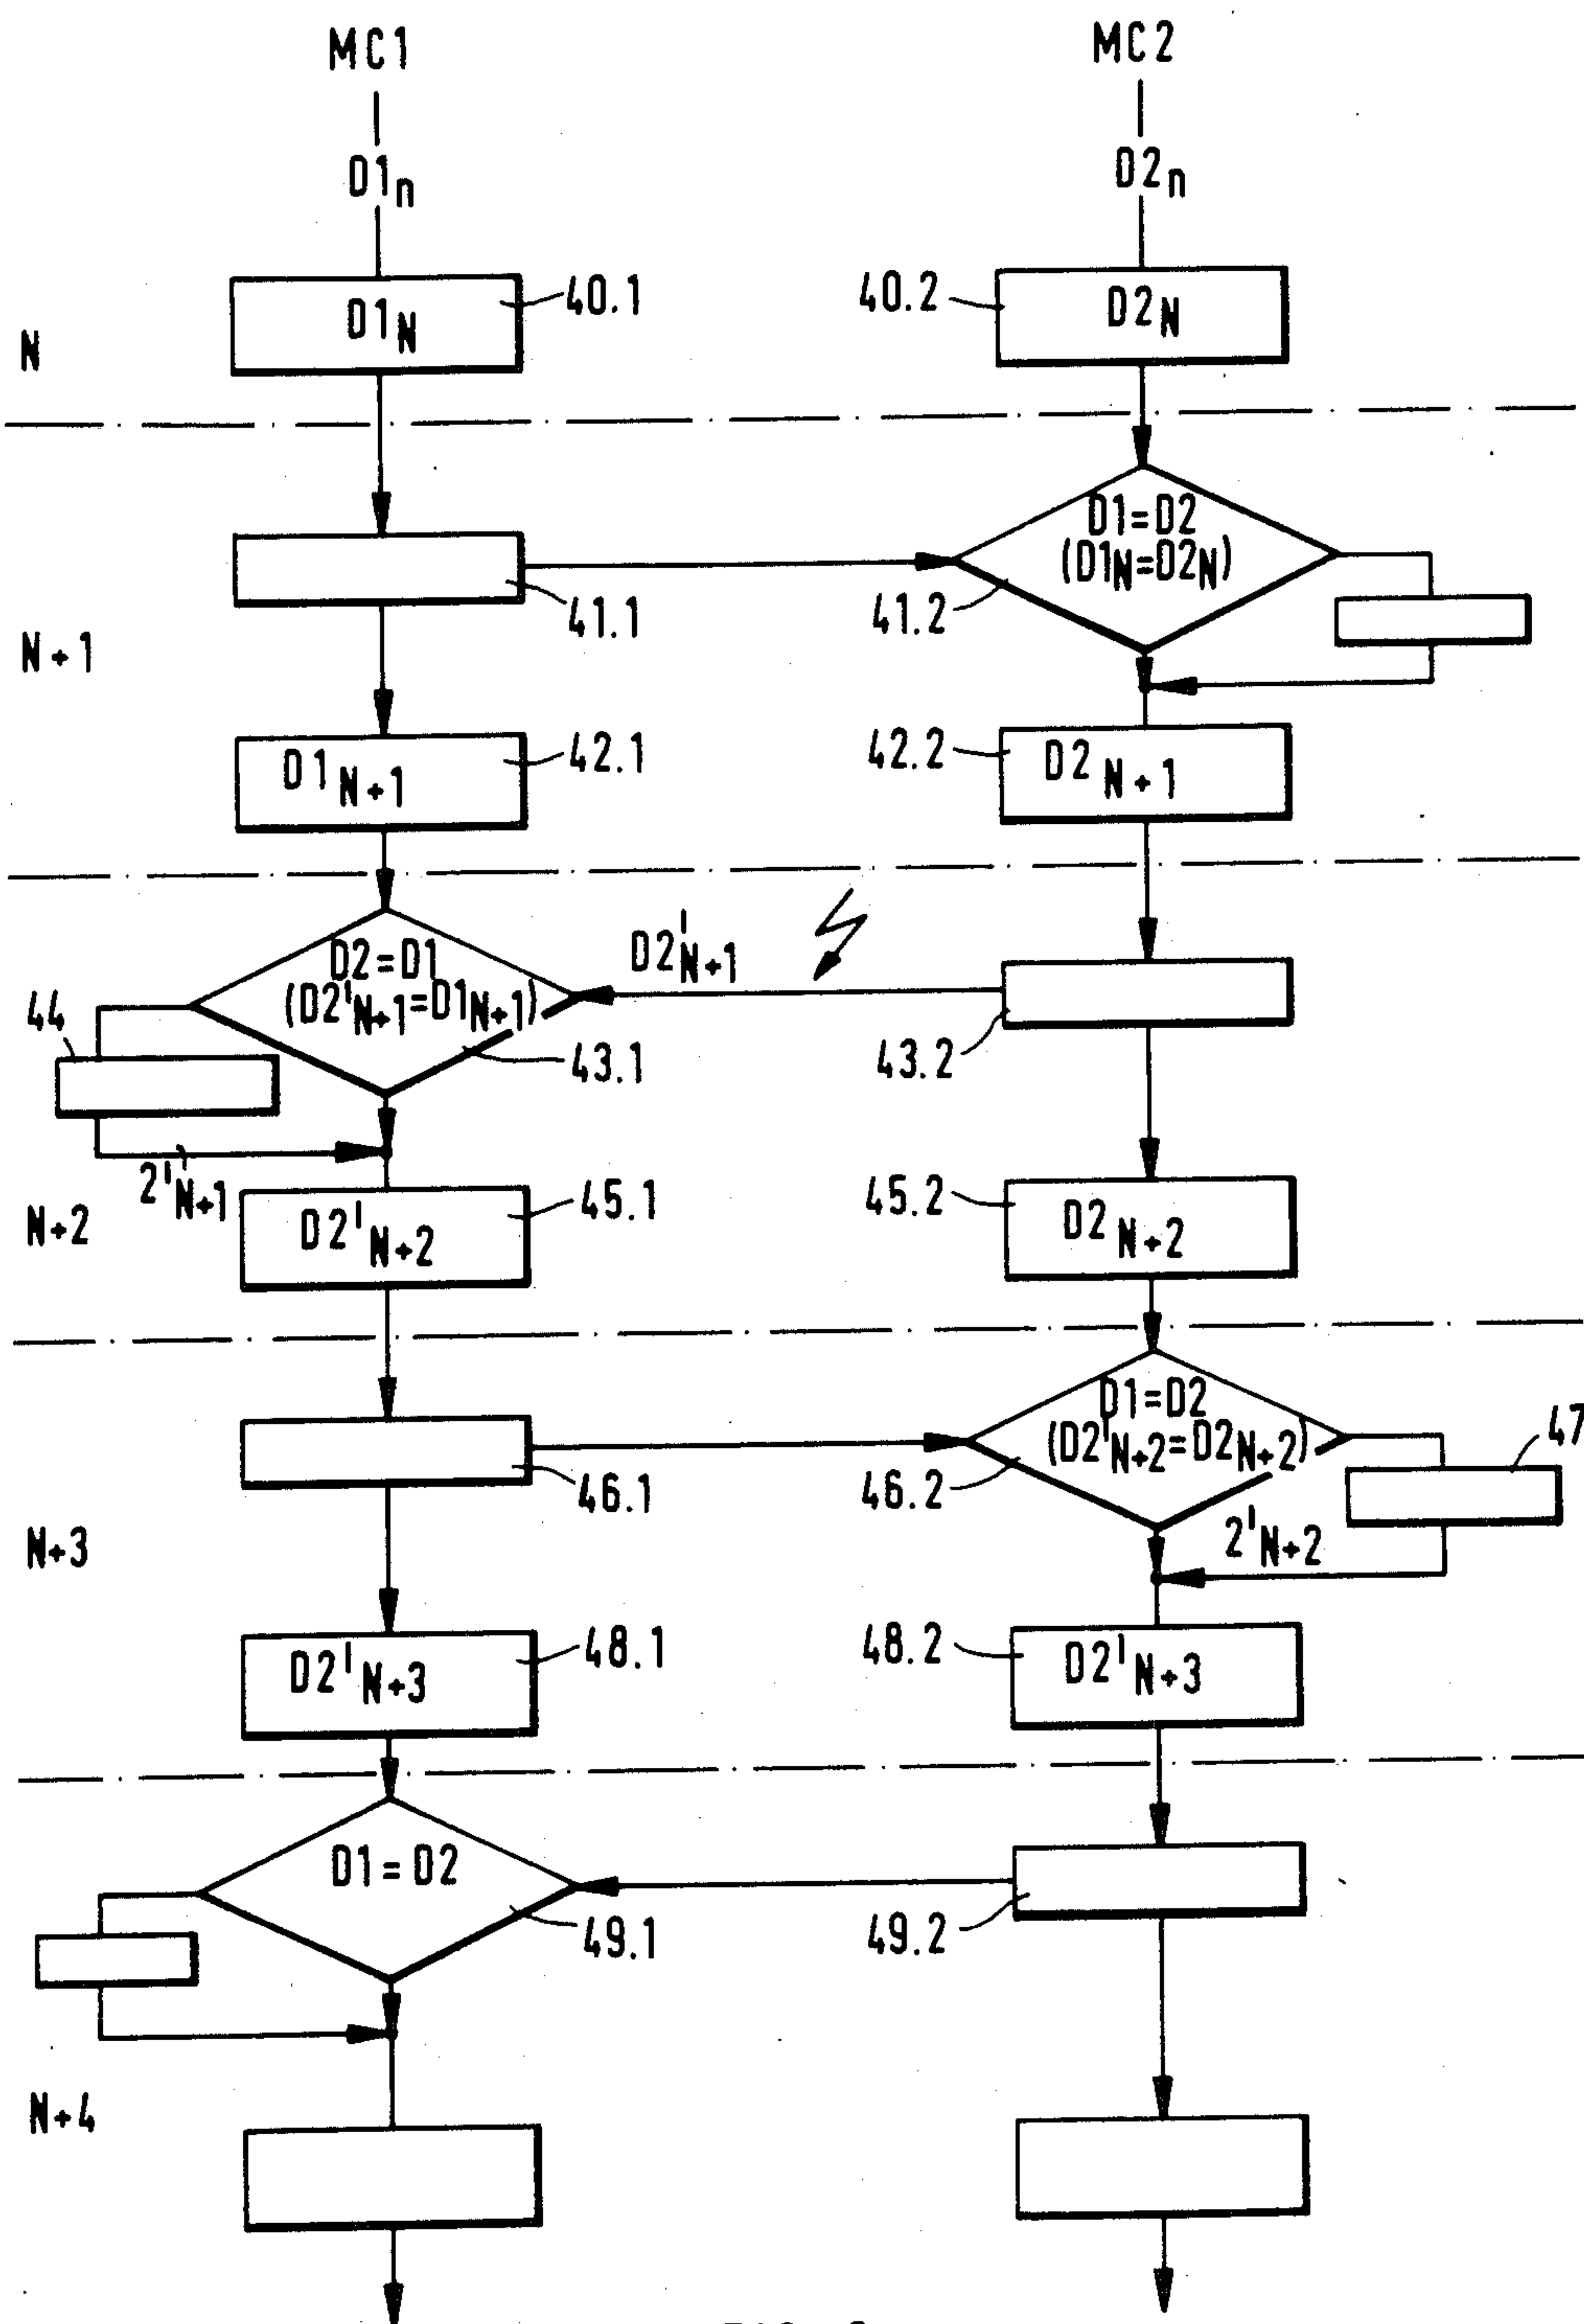 MC1 MC2
D1n D2n
D1N 40.1 40.2 D2N
N
D1=D2
(D1N=D2N)
41.1 41.2
N+1
D1N+1 42.1 42.2 D2N+1
D2'N+1
D2=D1
(D2'N+1=D1N+1)
44 43.1 43.2
2'N+1
N+2
D2'N+2 45.1 45.2 D2N+2
D1=D2
(D2'N+2=D2N+2)
47
46.1 46.2
2'N+2
N+3
D2'N+3 48.1 48.2 D2'N+3
D1=D2
49.1 49.2
N+4